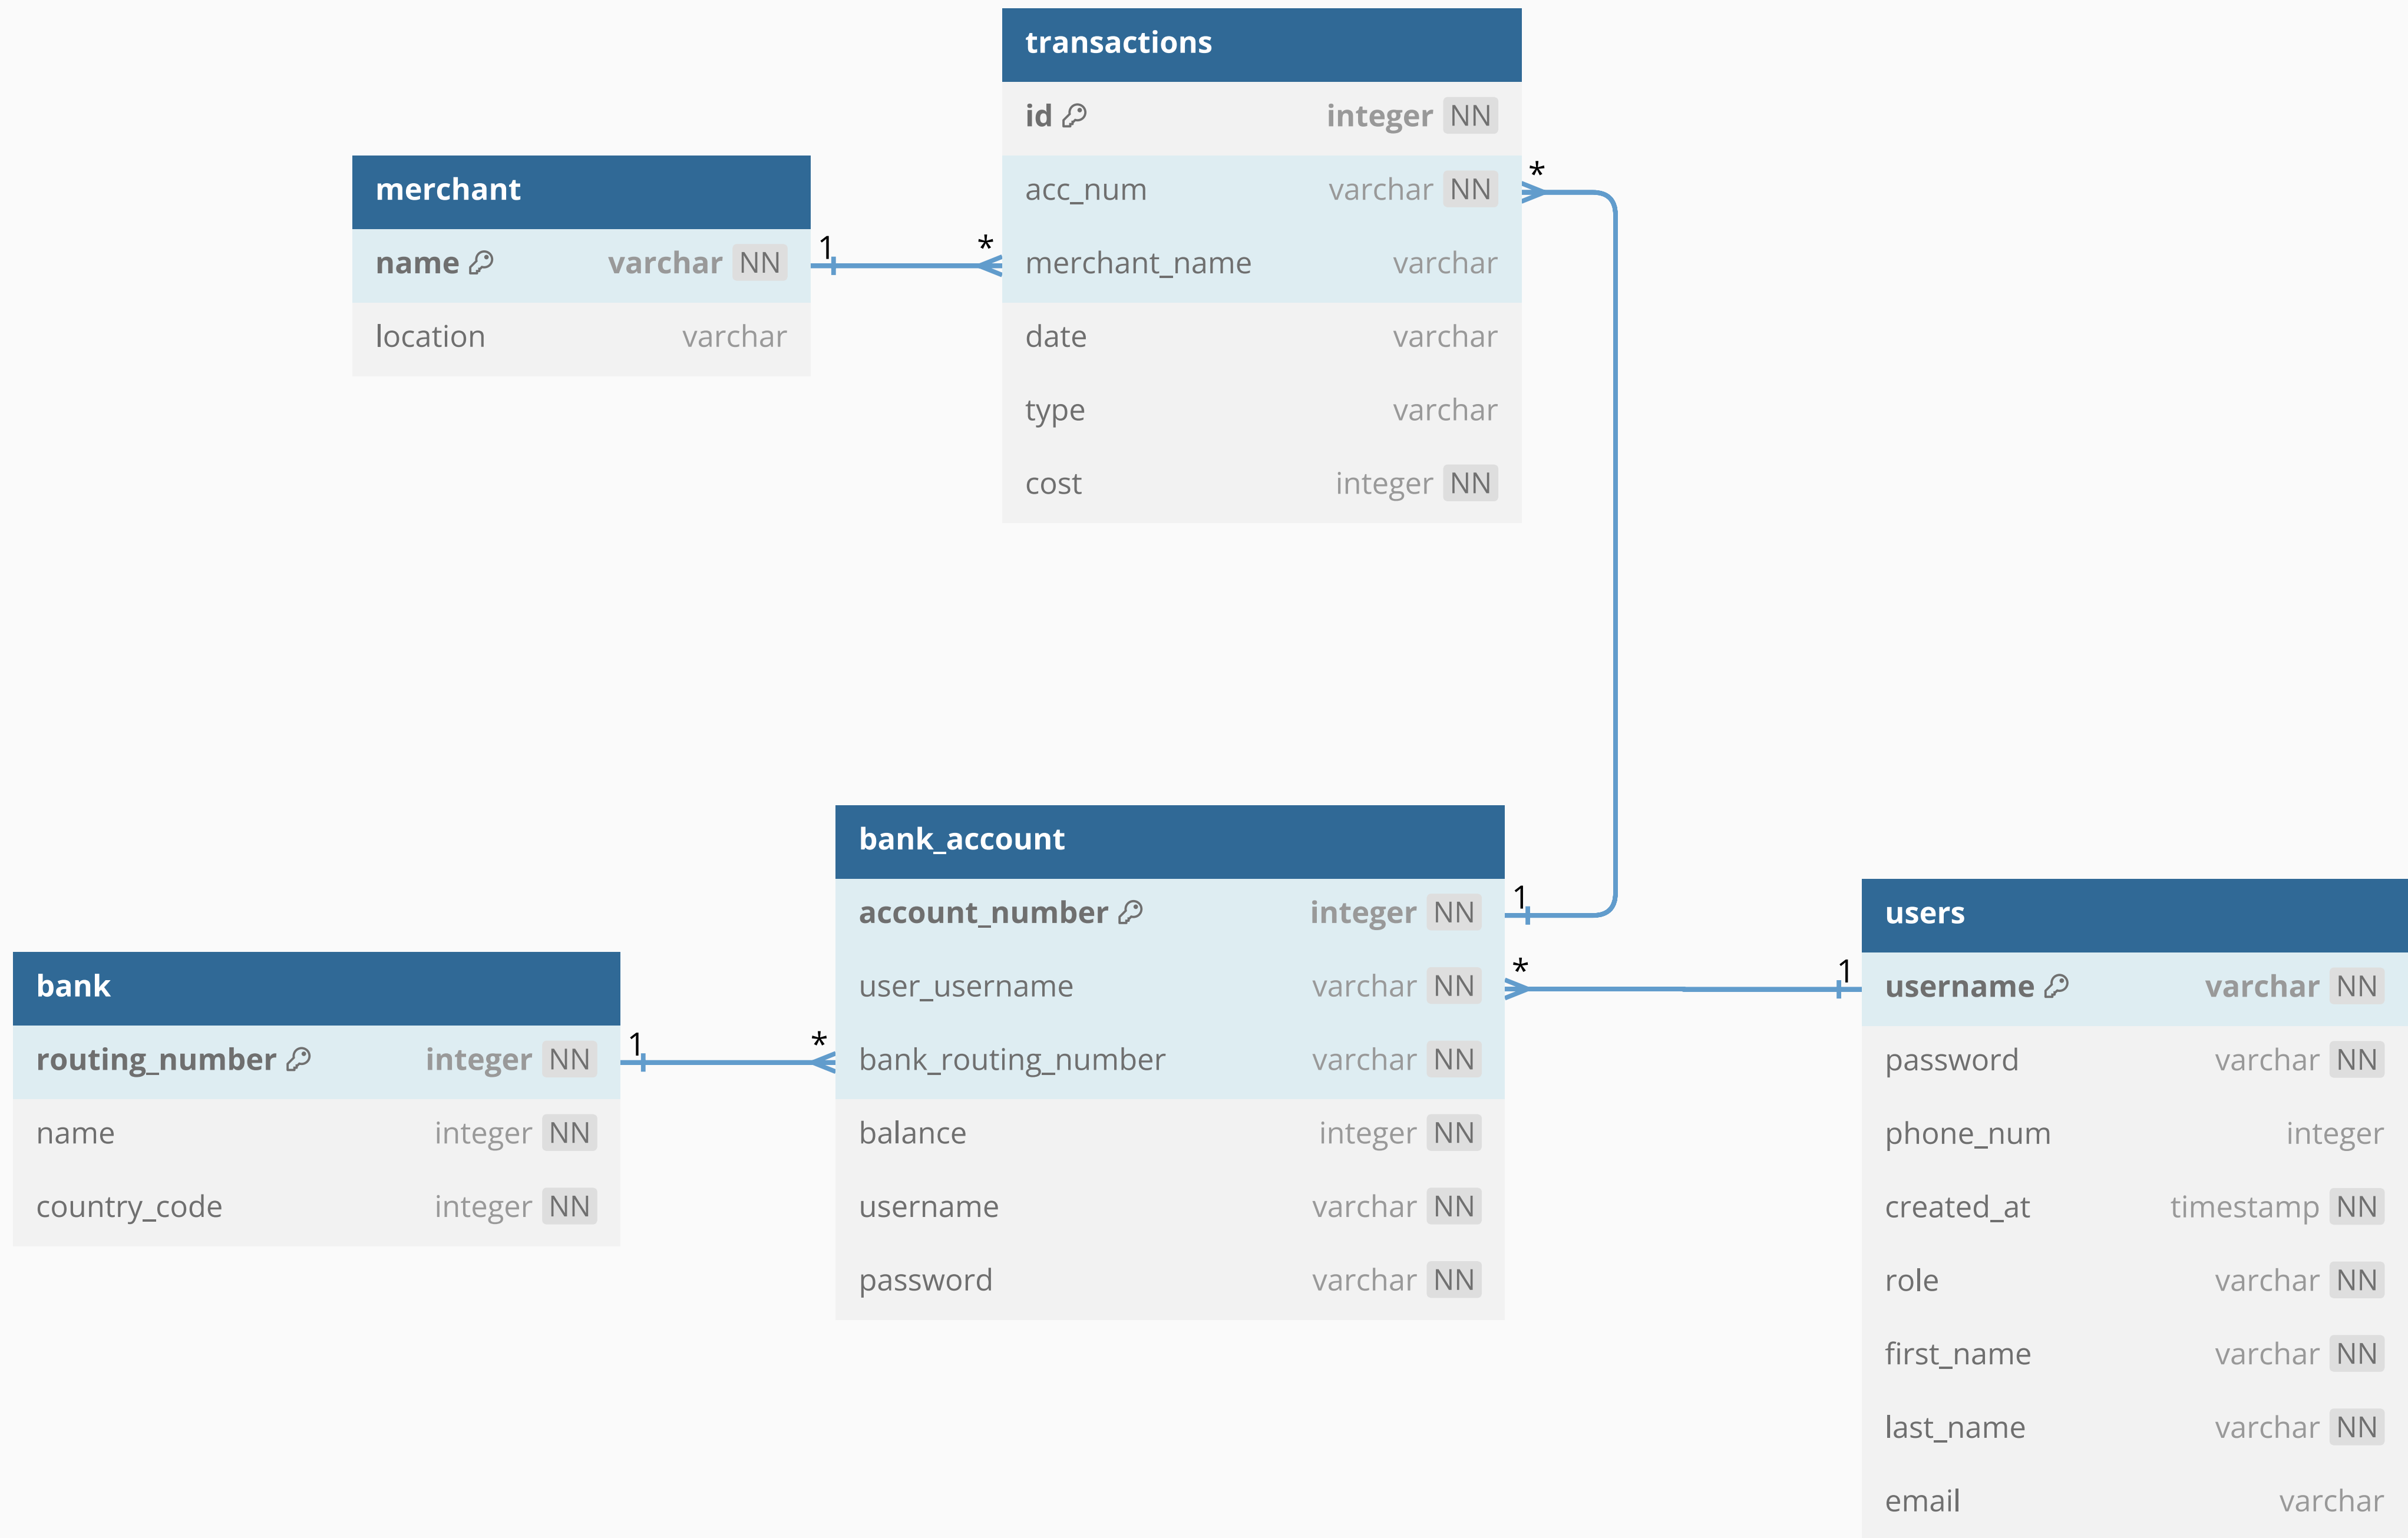 transactions
id integer NN
acc_num varchar NN
merchant_name varchar
date varchar
type varchar
cost integer NN
*
merchant
name varchar NN
location varchar
1 *
bank_account
account_number integer NN
user_username varchar NN
bank_routing_number varchar NN
balance integer NN
username varchar NN
password varchar NN
1
* 1
bank
routing_number integer NN
name integer NN
country_code integer NN
1 *
users
username varchar NN
password varchar NN
phone_num integer
created_at timestamp NN
role varchar NN
first_name varchar NN
last_name varchar NN
email varchar